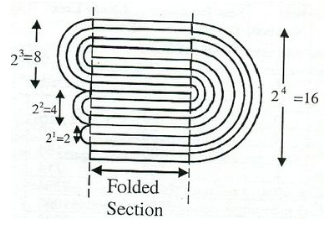 2³=8
2²=4
2¹=2
2⁴ =16
Folded
Section